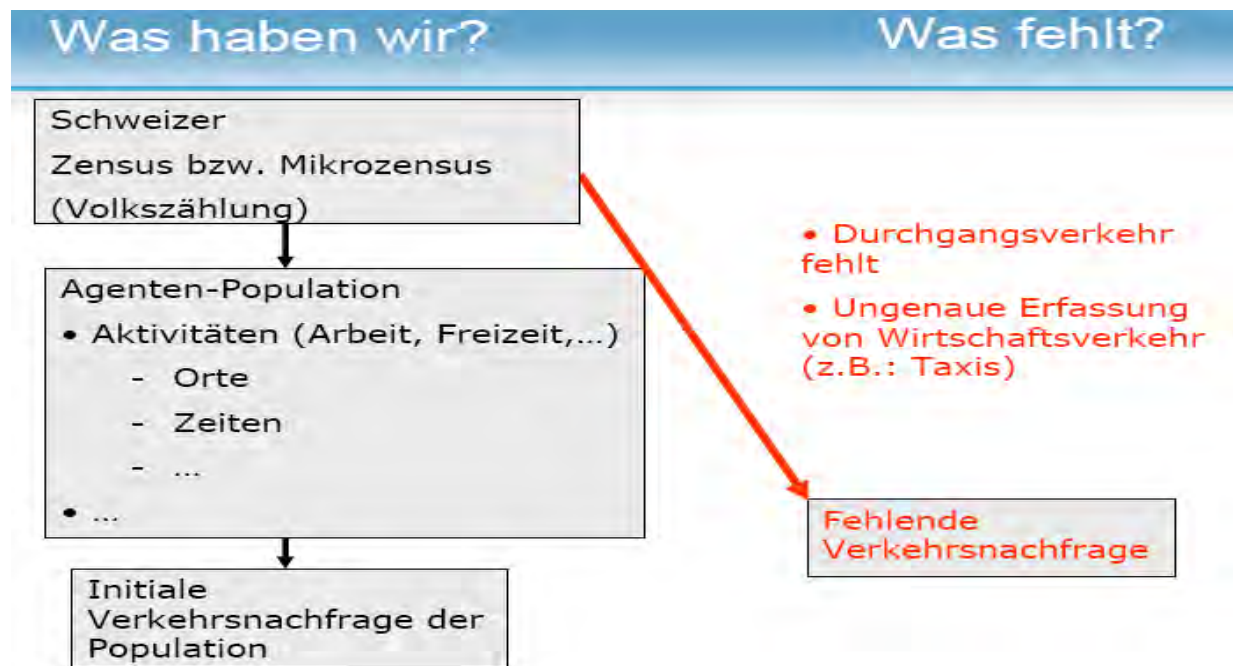 Was haben wir?
Was fehlt?
Schweizer
Zensus bzw. Mikrozensus
(Volkszählung)
Agenten-Population
• Aktivitäten (Arbeit, Freizeit,...)
- Orte
- Zeiten
- ...
• ...
Initiale
Verkehrsnachfrage der
Population
• Durchgangsverkehr
fehlt
• Ungenaue Erfassung
von Wirtschaftsverkehr
(z.B.: Taxis)
Fehlende
Verkehrsnachfrage